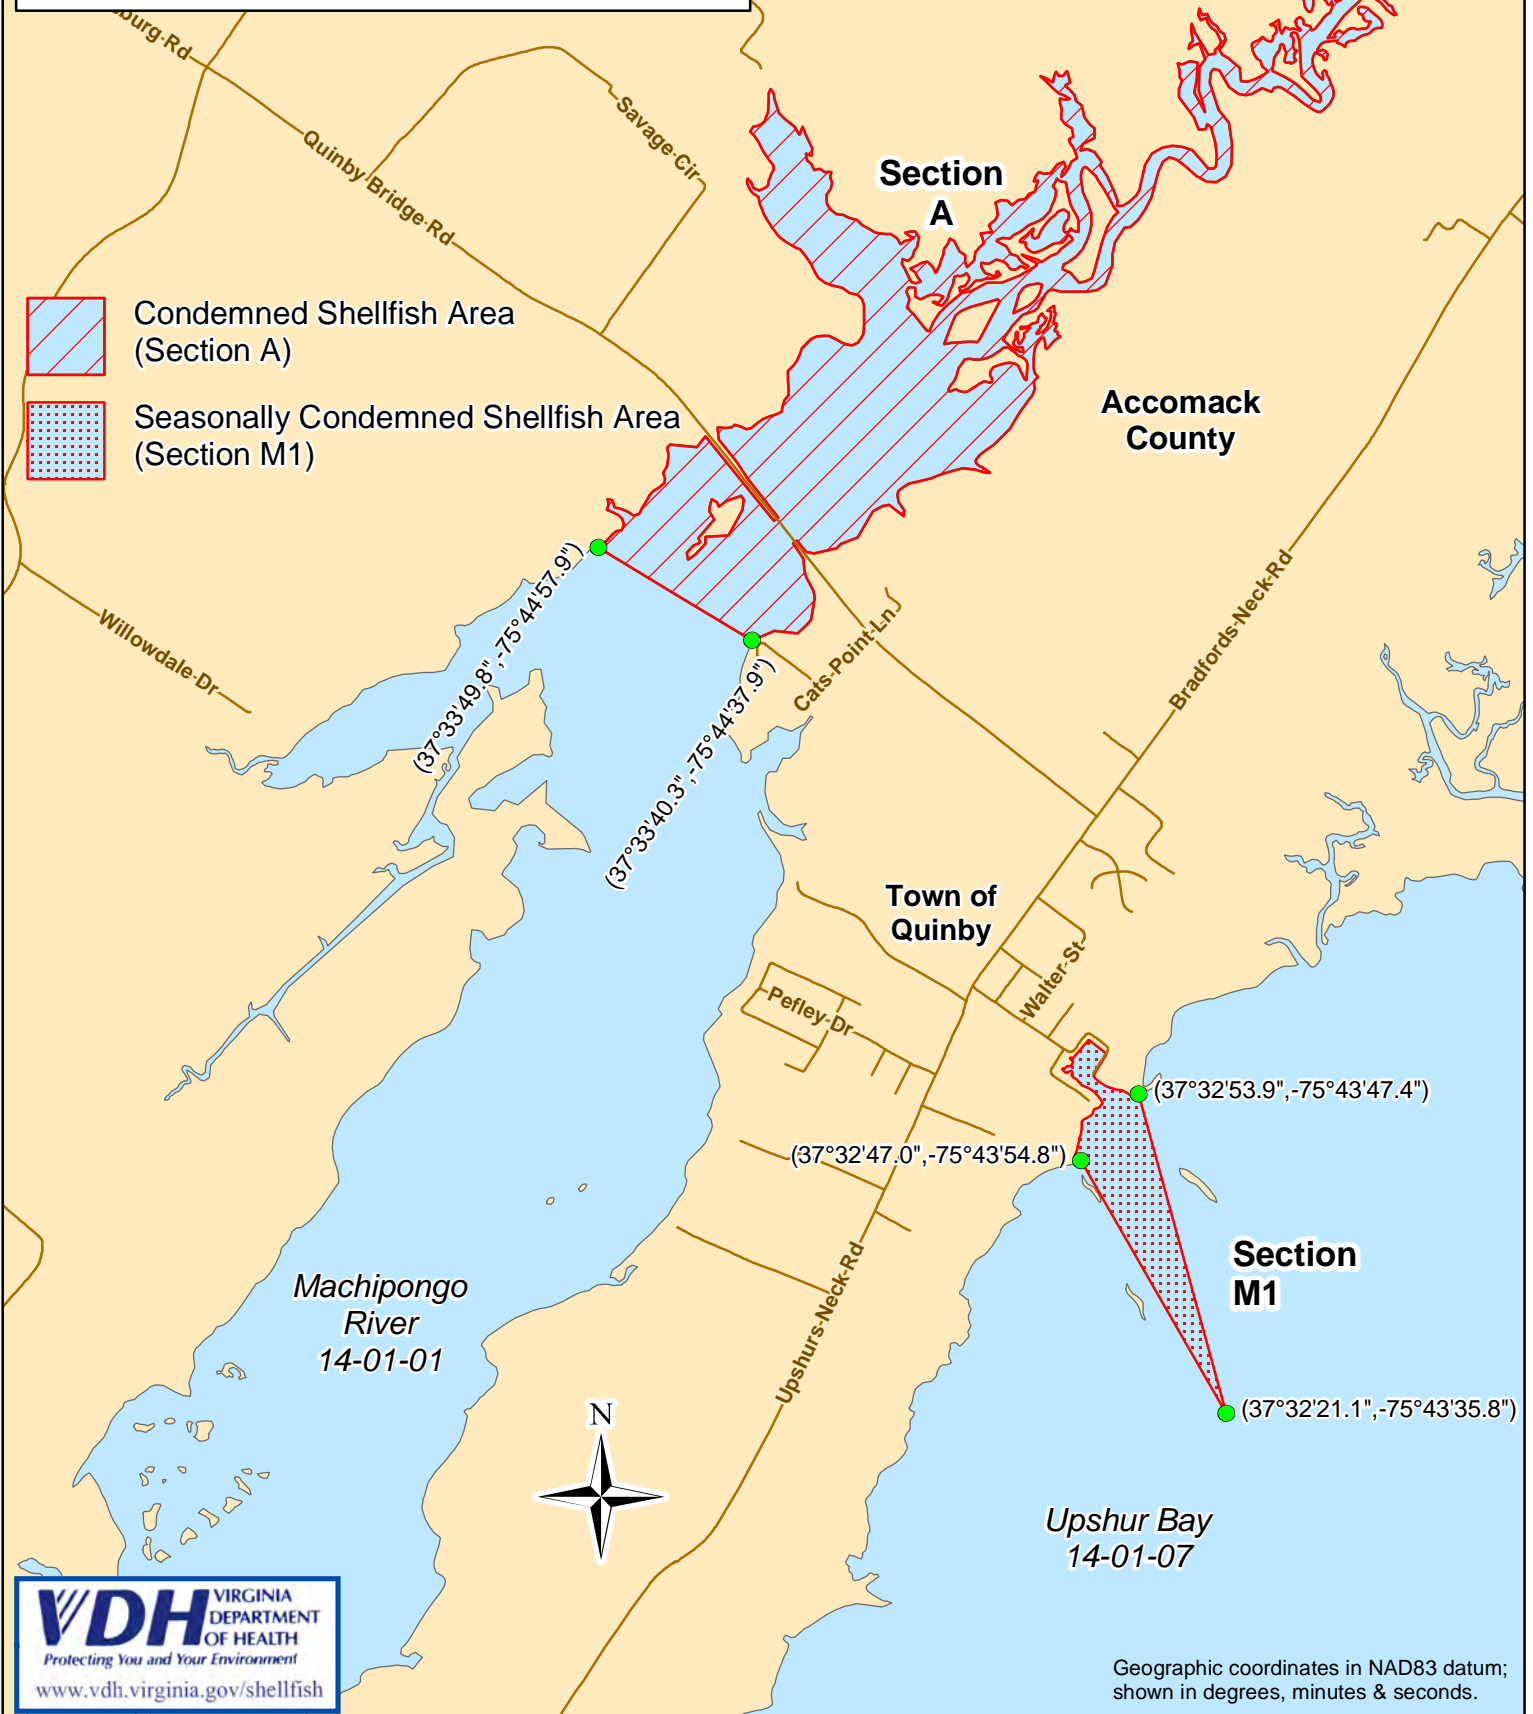 burg Rd
Savage Cir
Quinby Bridge Rd
Section
A
Condemned Shellfish Area
(Section A)
Seasonally Condemned Shellfish Area
(Section M1)
Accomack
County
(37°33'49.8",-75°44'57.9")
(37°33'40.3",-75°44'37.9")
Willowdale Dr
Cats Point Ln
Bradfords Neck Rd
Town of
Quinby
Walter St
Pefley Dr
(37°32'53.9",-75°43'47.4")
(37°32'47.0",-75°43'54.8")
Section
M1
Machipongo
River
14-01-01
Upshurs Neck Rd
N
(37°32'21.1",-75°43'35.8")
Upshur Bay
14-01-07
VDH VIRGINIA
DEPARTMENT
OF HEALTH
Protecting You and Your Environment
www.vdh.virginia.gov/shellfish
Geographic coordinates in NAD83 datum;
shown in degrees, minutes & seconds.